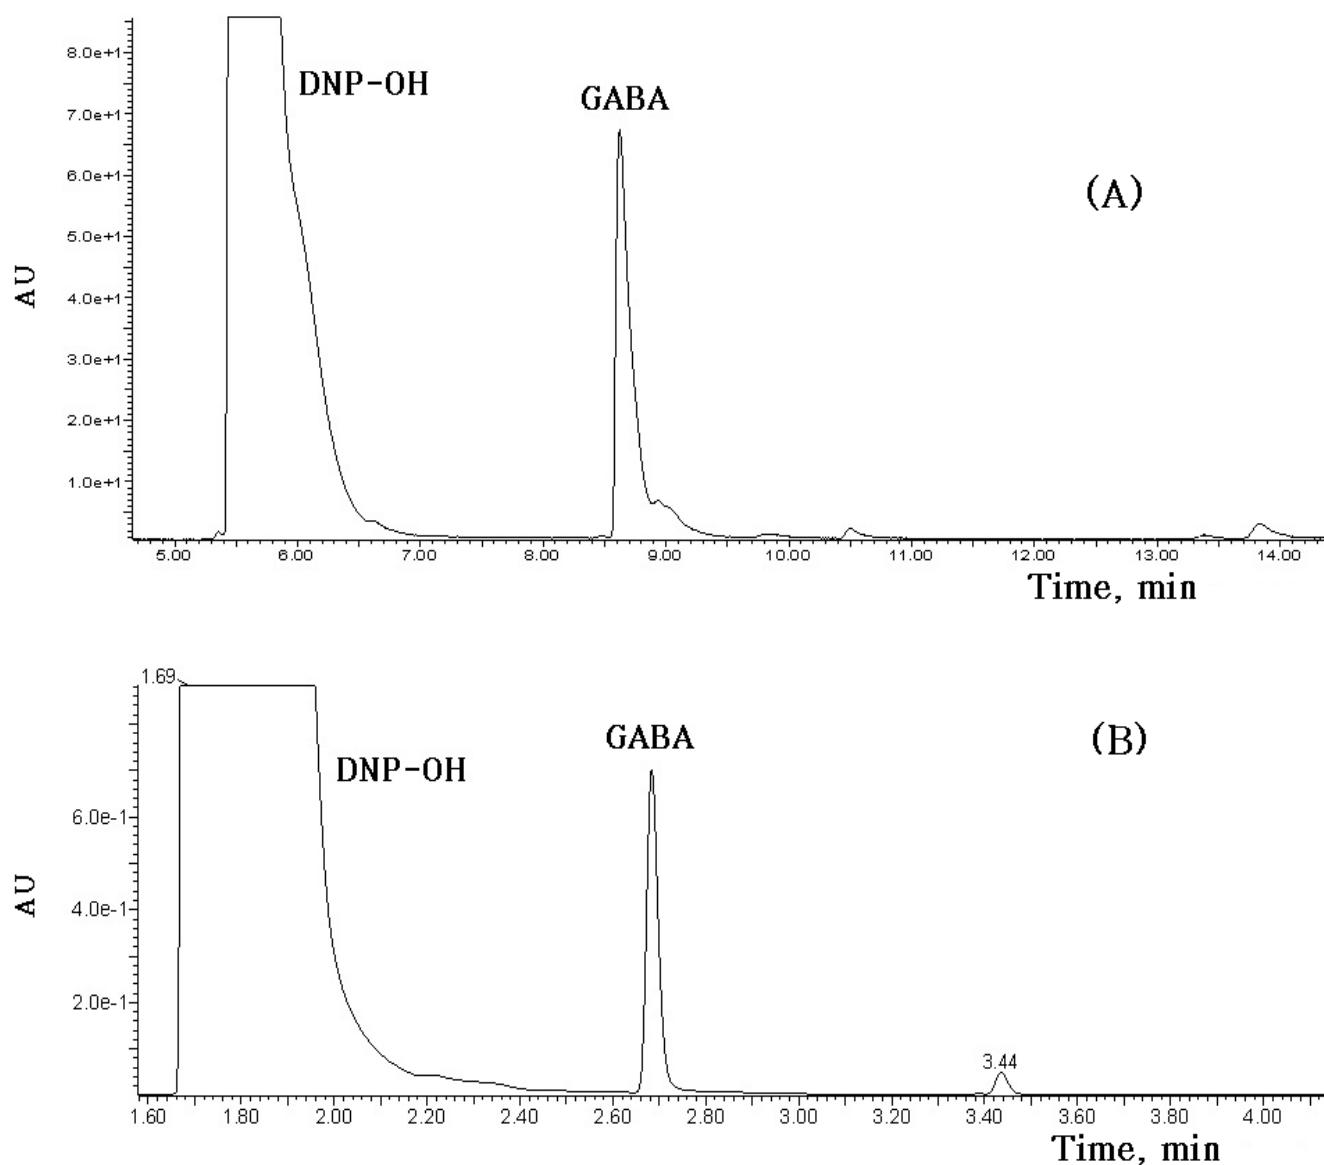 8.0e+1
DNP-OH
GABA
7.0e+1
6.0e+1
(A)
5.0e+1
AU
4.0e+1
3.0e+1
2.0e+1
1.0e+1
5.00 6.00 7.00 8.00 9.00 10.00 11.00 12.00 13.00 14.00
Time, min
1.69
GABA
(B)
DNP-OH
6.0e-1
AU
4.0e-1
2.0e-1
3.44
1.60 1.80 2.00 2.20 2.40 2.60 2.80 3.00 3.20 3.40 3.60 3.80 4.00
Time, min